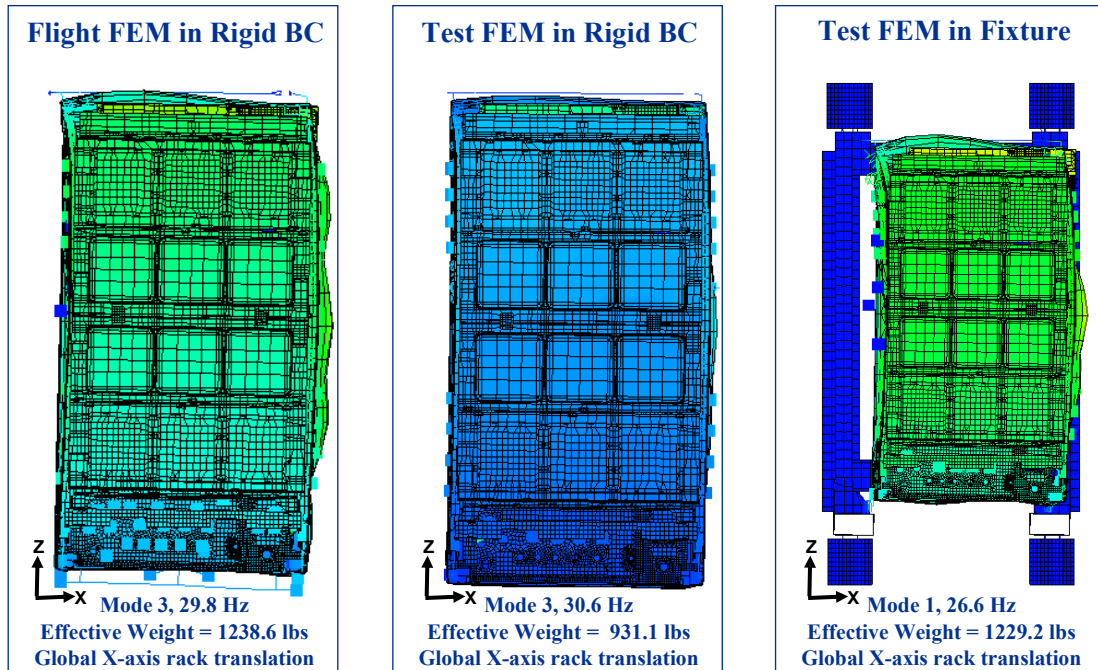 Flight FEM in Rigid BC
Z
X
Mode 3, 29.8 Hz
Effective Weight = 1238.6 lbs
Global X-axis rack translation
Test FEM in Rigid BC
Z
X
Mode 3, 30.6 Hz
Effective Weight = 931.1 lbs
Global X-axis rack translation
Test FEM in Fixture
Z
X
Mode 1, 26.6 Hz
Effective Weight = 1229.2 lbs
Global X-axis rack translation